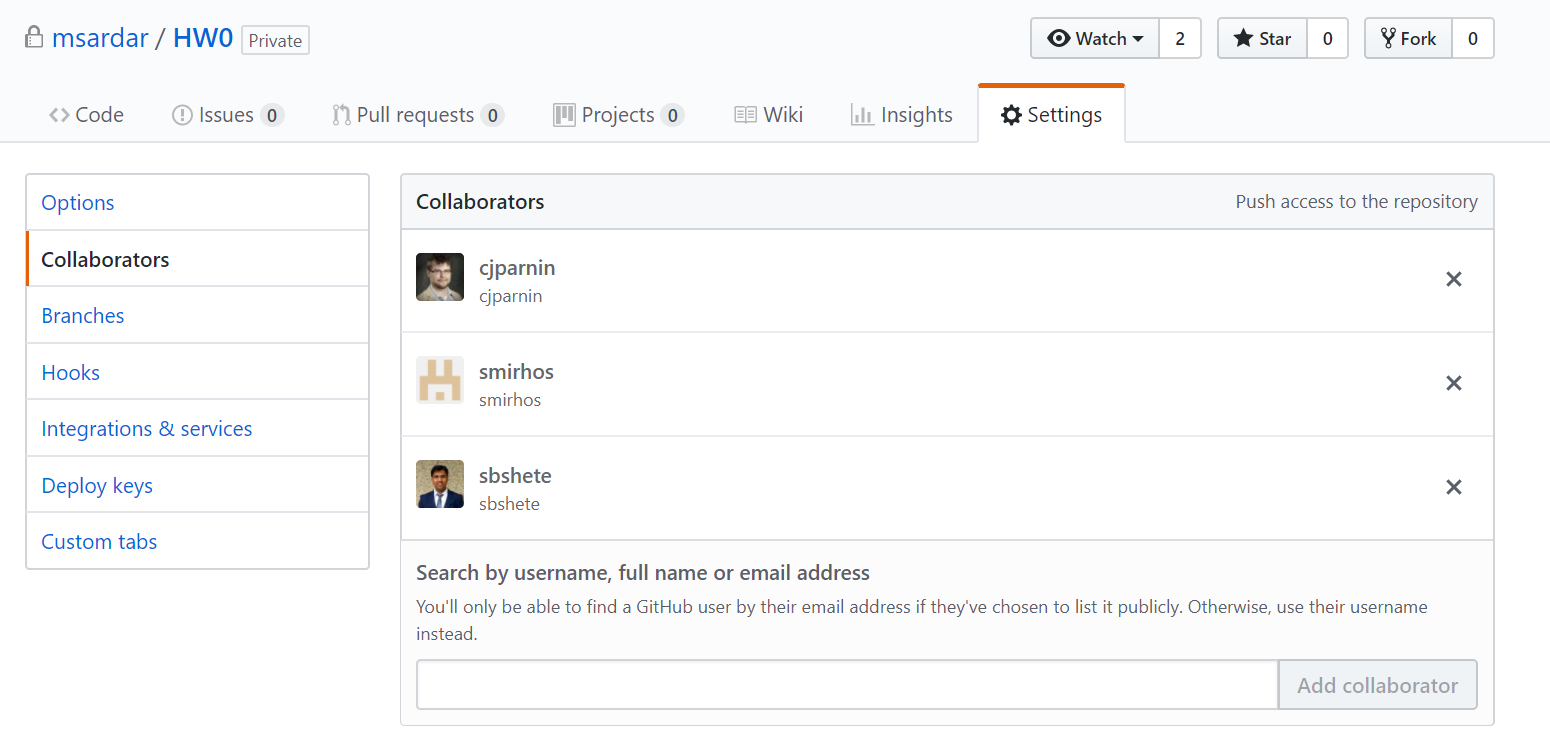 msardar / HW0 Private
Watch 2 Star 0 Fork 0
Code Issues 0 Pull requests 0 Projects 0 Wiki Insights Settings
Options
Collaborators
Branches
Hooks
Integrations & services
Deploy keys
Custom tabs
Collaborators Push access to the repository
cjparnin
cjparnin
smirhos
smirhos
sbshete
sbshete
Search by username, full name or email address
You'll only be able to find a GitHub user by their email address if they've chosen to list it publicly. Otherwise, use their username
instead.
Add collaborator